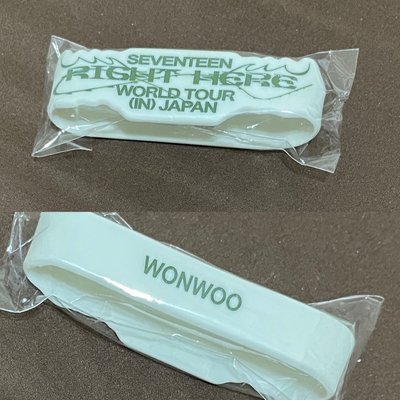 SEVENTEEN
RIGHT HERE
WORLD TOUR
(IN) JAPAN
WONWOO